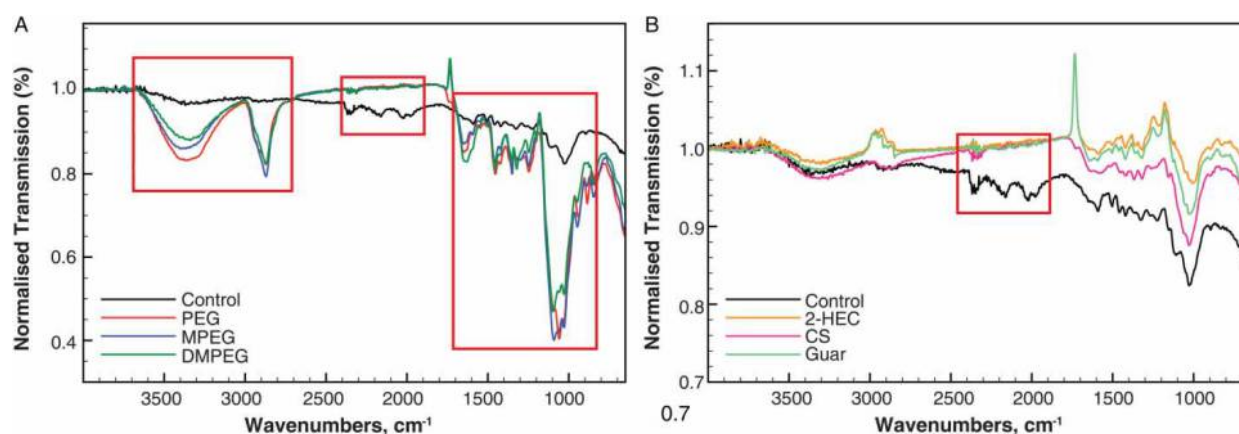 A
Normalised Transmission (%)
1.0
0.8
0.6
0.4
Control
PEG
MPEG
DMPEG
3500 3000 2500 2000 1500 1000
Wavenumbers, cm-1
0.7
B
Normalised Transmission (%)
1.1
1.0
0.9
0.8
0.7
Control
2-HEC
CS
Guar
3500 3000 2500 2000 1500 1000
Wavenumbers, cm-1